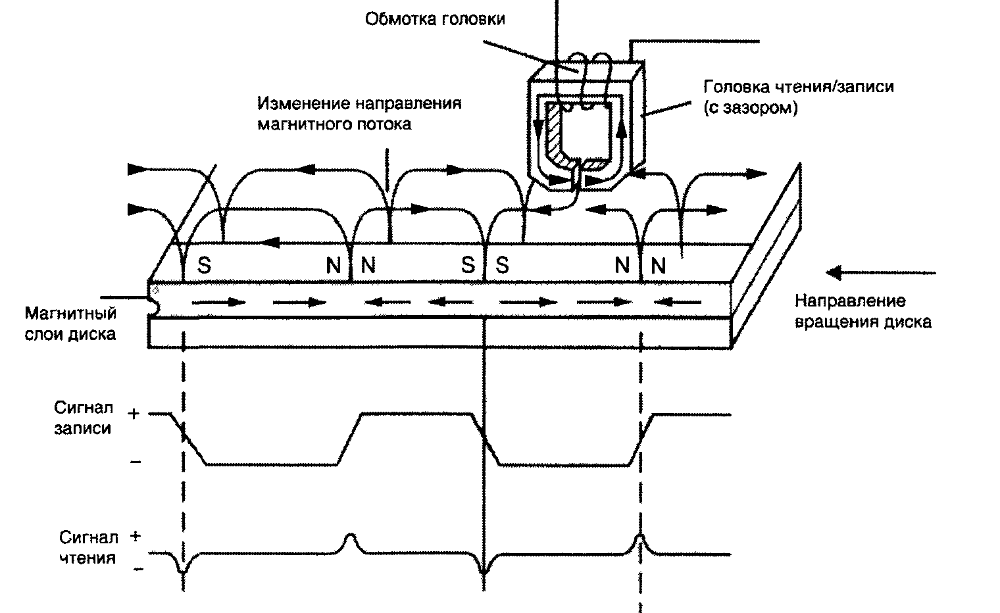 Обмотка головки
Головка чтения/записи
(с зазором)
Изменение направления
магнитного потока
S N N S S N N
Магнитный
слои диска
Направление
вращения диска
Сигнал +
записи
–
Сигнал +
чтения
–